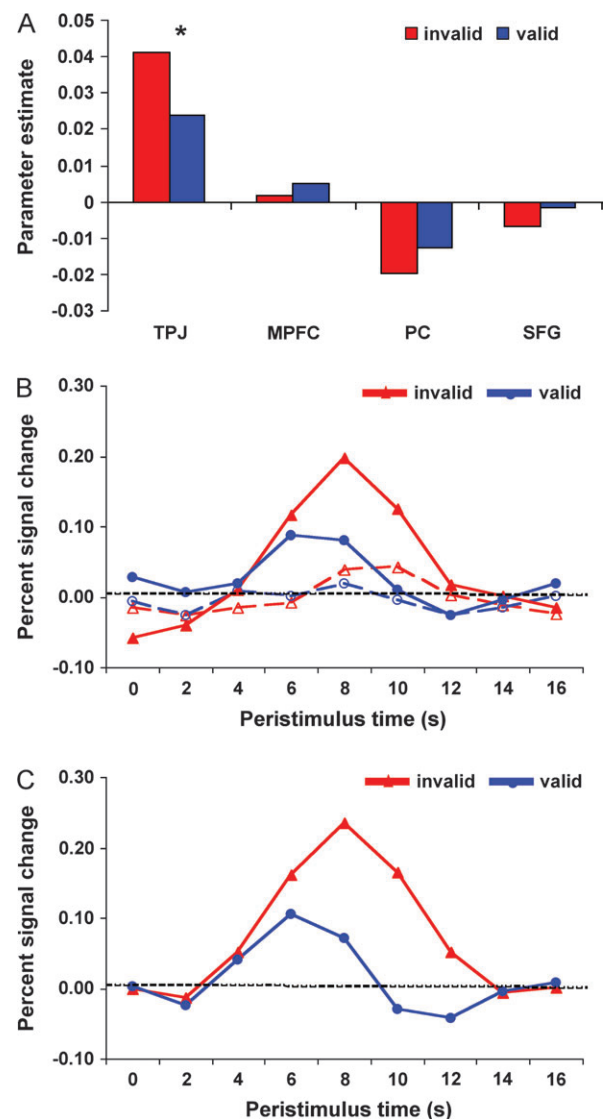 A
0.05
0.04
0.03
0.02
0.01
0
-0.01
-0.02
-0.03
Parameter estimate
*
invalid valid
TPJ MPFC PC SFG
B
0.30
0.20
0.10
0.00
-0.10
Percent signal change
invalid valid
0 2 4 6 8 10 12 14 16
Peristimulus time (s)
C
0.30
0.20
0.10
0.00
-0.10
Percent signal change
invalid valid
0 2 4 6 8 10 12 14 16
Peristimulus time (s)